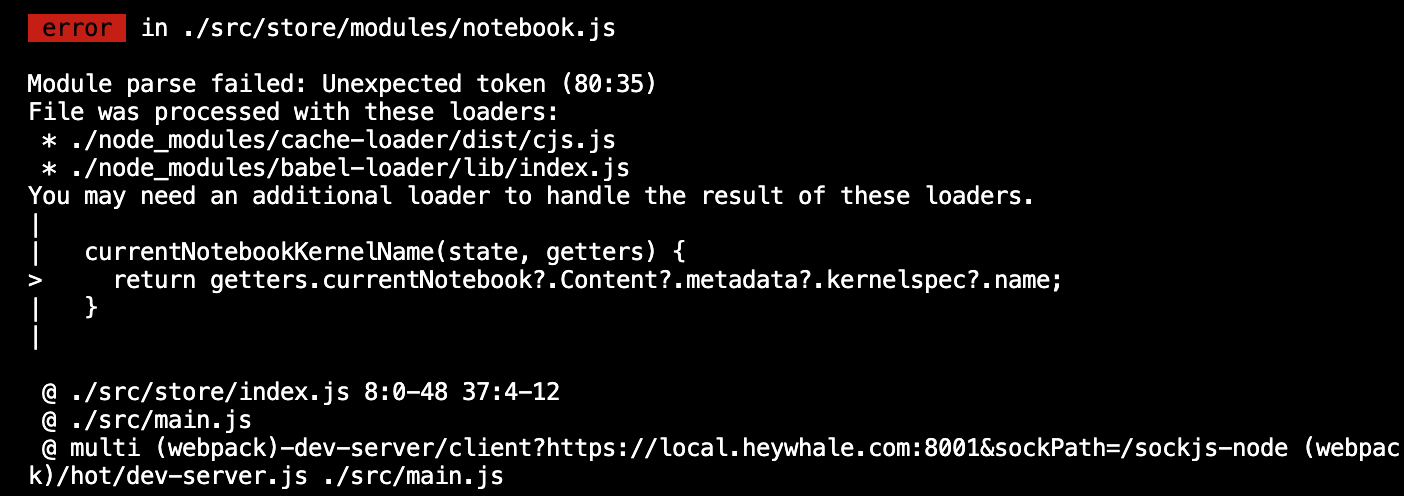 error in ./src/store/modules/notebook.js
Module parse failed: Unexpected token (80:35)
File was processed with these loaders:
 * ./node_modules/cache-loader/dist/cjs.js
 * ./node_modules/babel-loader/lib/index.js
You may need an additional loader to handle the result of these loaders.
|
|   currentNotebookKernelName(state, getters) {
>     return getters.currentNotebook?.Content?.metadata?.kernelspec?.name;
|   }
|
 @ ./src/store/index.js 8:0-48 37:4-12
 @ ./src/main.js
 @ multi (webpack)-dev-server/client?https://local.heywhale.com:8001&sockPath=/sockjs-node (webpac
k)/hot/dev-server.js ./src/main.js